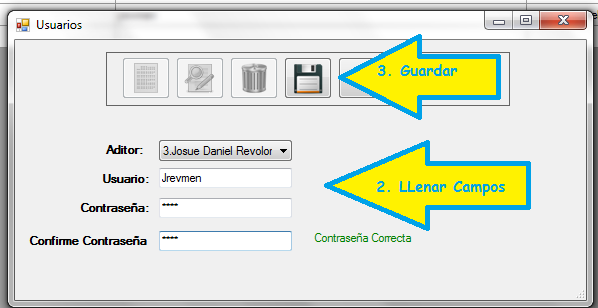 Usuarios
3. Guardar
Aditor:
3.Josue Daniel Revolor
Usuario:
Jrevmen
2. LLenar Campos
Contraseña:
****
Confirme Contraseña
****
Contraseña Correcta